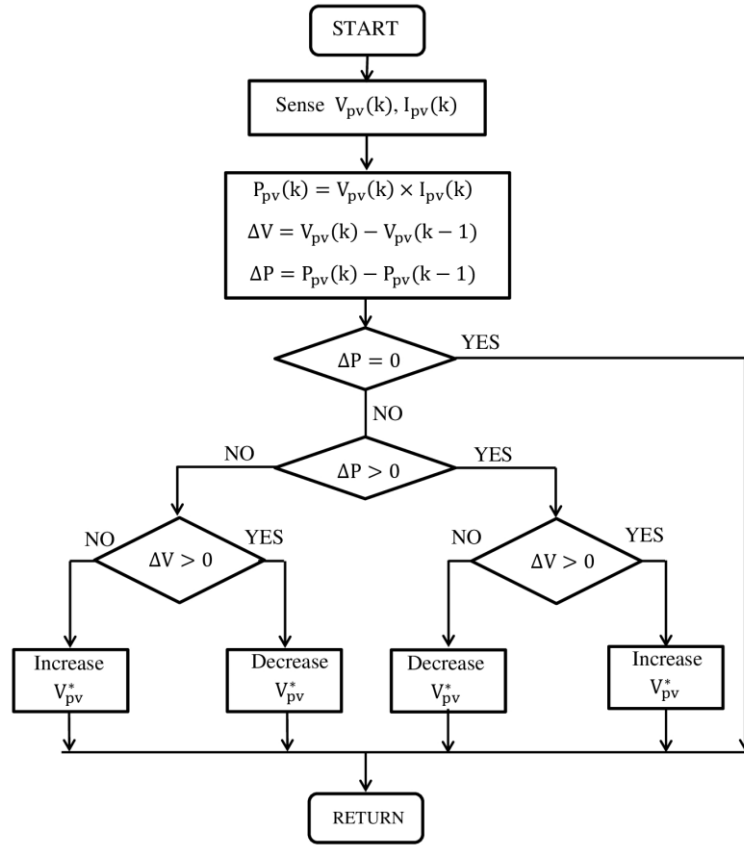 START
Sense V_pv(k), I_pv(k)
P_pv(k) = V_pv(k) × I_pv(k)
ΔV = V_pv(k) − V_pv(k − 1)
ΔP = P_pv(k) − P_pv(k − 1)
YES
ΔP = 0
NO
NO
ΔP > 0
YES
NO
YES
ΔV > 0
NO
YES
ΔV > 0
Increase
V*_pv
Decrease
V*_pv
Decrease
V*_pv
Increase
V*_pv
RETURN